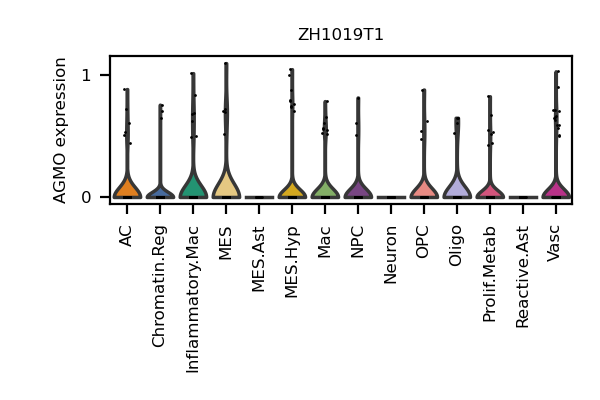 ZH1019T1
AGMO expression
1
0
AC
Chromatin.Reg
Inflammatory.Mac
MES
MES.Ast
MES.Hyp
Mac
NPC
Neuron
OPC
Oligo
Prolif.Metab
Reactive.Ast
Vasc